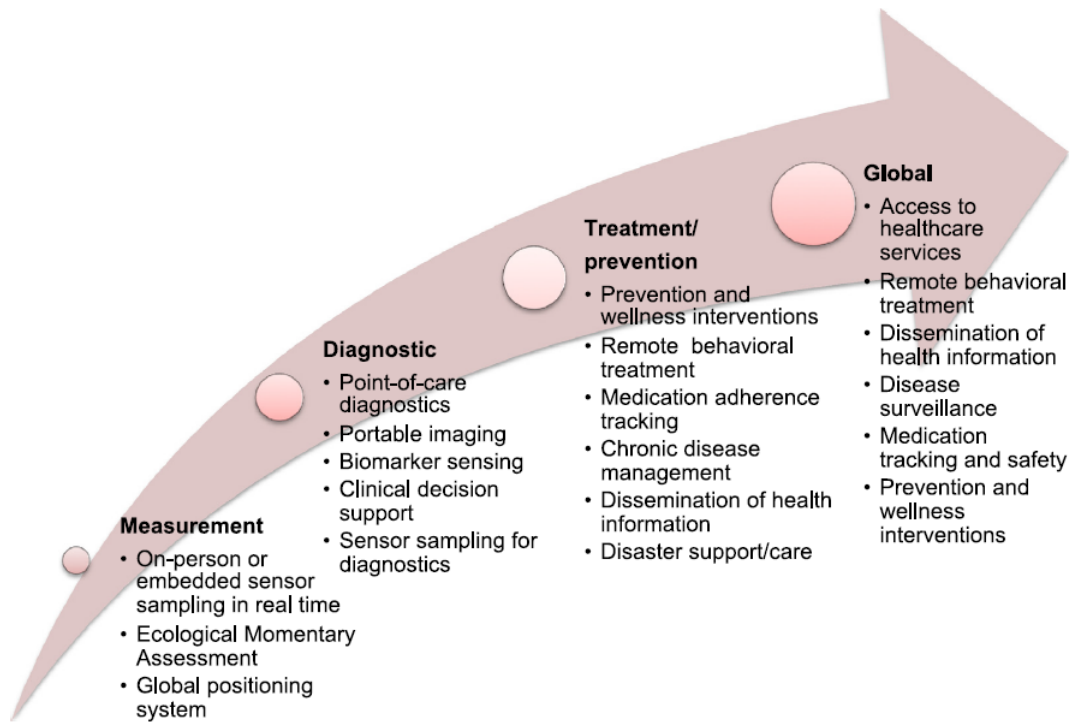 Measurement
• On-person or
embedded sensor
sampling in real time
• Ecological Momentary
Assessment
• Global positioning
system
Diagnostic
• Point-of-care
diagnostics
• Portable imaging
• Biomarker sensing
• Clinical decision
support
• Sensor sampling for
diagnostics
Treatment/
prevention
• Prevention and
wellness interventions
• Remote behavioral
treatment
• Medication adherence
tracking
• Chronic disease
management
• Dissemination of health
information
• Disaster support/care
Global
• Access to
healthcare
services
• Remote behavioral
treatment
• Dissemination of
health information
• Disease
surveillance
• Medication
tracking and safety
• Prevention and
wellness
interventions